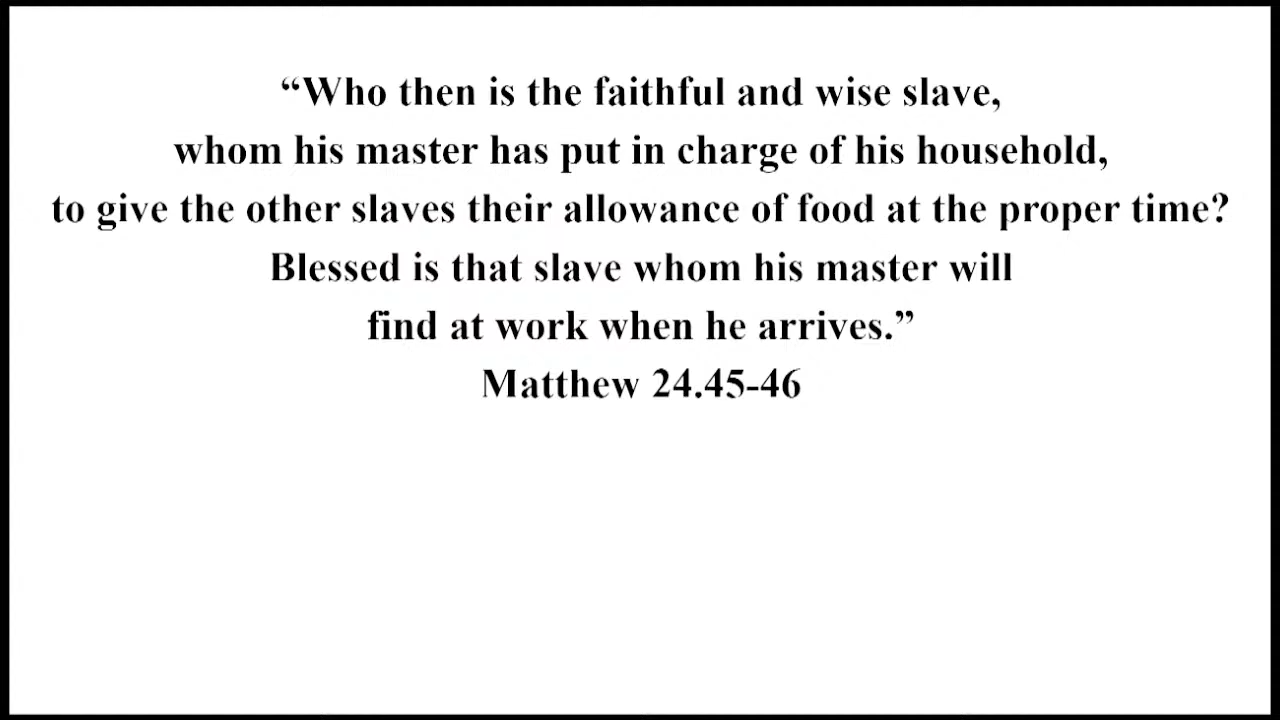 “Who then is the faithful and wise slave,
whom his master has put in charge of his household,
to give the other slaves their allowance of food at the proper time?
Blessed is that slave whom his master will
find at work when he arrives.”
Matthew 24.45-46